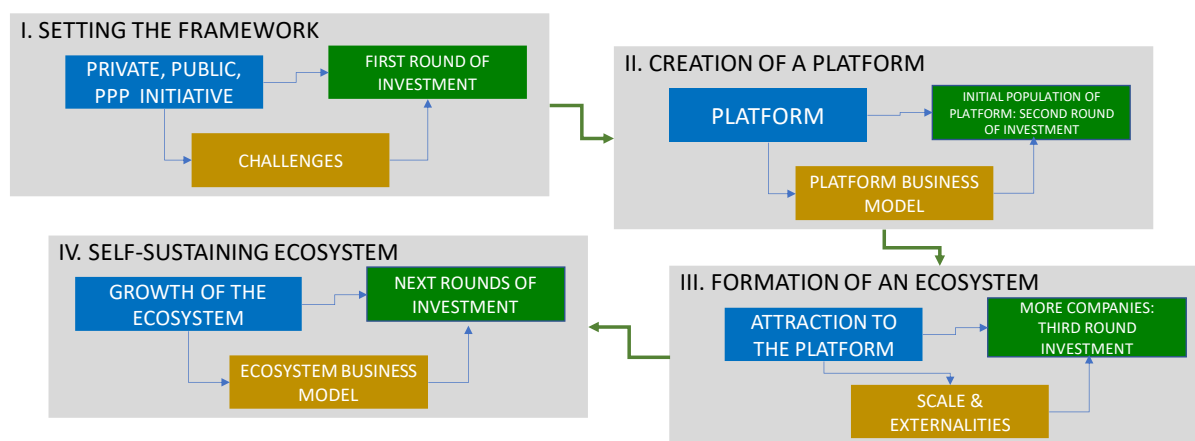 I. SETTING THE FRAMEWORK
PRIVATE, PUBLIC,
PPP INITIATIVE
FIRST ROUND OF
INVESTMENT
CHALLENGES
II. CREATION OF A PLATFORM
PLATFORM
INITIAL POPULATION OF
PLATFORM: SECOND ROUND
OF INVESTMENT
PLATFORM BUSINESS
MODEL
III. FORMATION OF AN ECOSYSTEM
ATTRACTION TO
THE PLATFORM
MORE COMPANIES:
THIRD ROUND
INVESTMENT
SCALE &
EXTERNALITIES
IV. SELF-SUSTAINING ECOSYSTEM
GROWTH OF THE
ECOSYSTEM
NEXT ROUNDS OF
INVESTMENT
ECOSYSTEM BUSINESS
MODEL